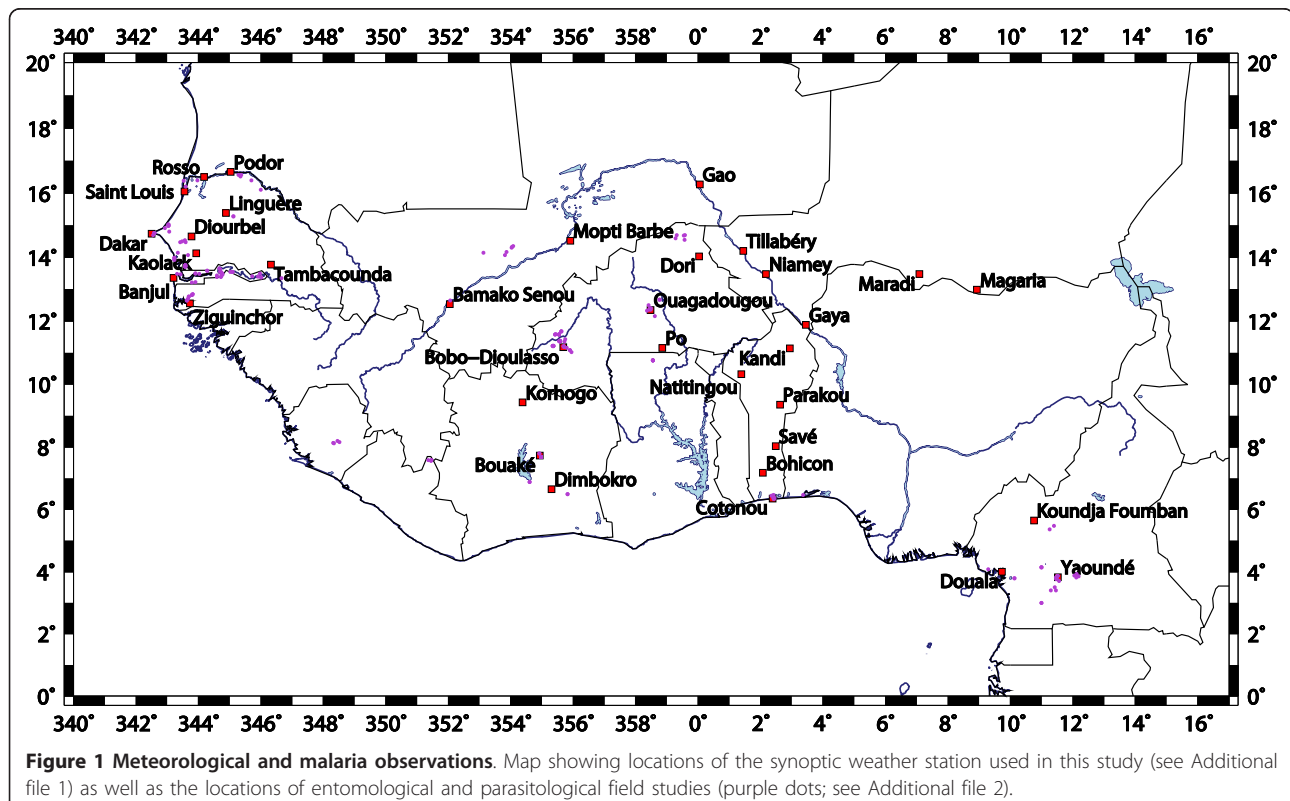 340° 342° 344° 346° 350° 352° 354° 356° 358° 0° 2° 4° 6° 8° 10° 12° 14° 16°
20° 20°
18° 18°
Rosso Podor
16° Saint Louis Gao 16°
Linguère
Diourbel
Dakar Mopti Barbe Tillabéry
14° Kaolack Tambacounda Dori Niamey Maradi Magaria 14°
Banjul Bamako Senou Ouagadougou
Ziguinchor Gaya
12° 12°
Bobo–Dioulasso Po Kandi
10° Korhogo Natitingou Parakou 10°
8° Savé 8°
Bouaké Dimbokro Bohicon
6° Cotonou Koundja Foumban 6°
4° Douala Yaoundé 4°
2° 2°
0° 0°
340° 342° 344° 346° 350° 352° 354° 356° 358° 0° 2° 4° 6° 8° 10° 12° 14° 16°
Figure 1 Meteorological and malaria observations. Map showing locations of the synoptic weather station used in this study (see Additional
file 1) as well as the locations of entomological and parasitological field studies (purple dots; see Additional file 2).